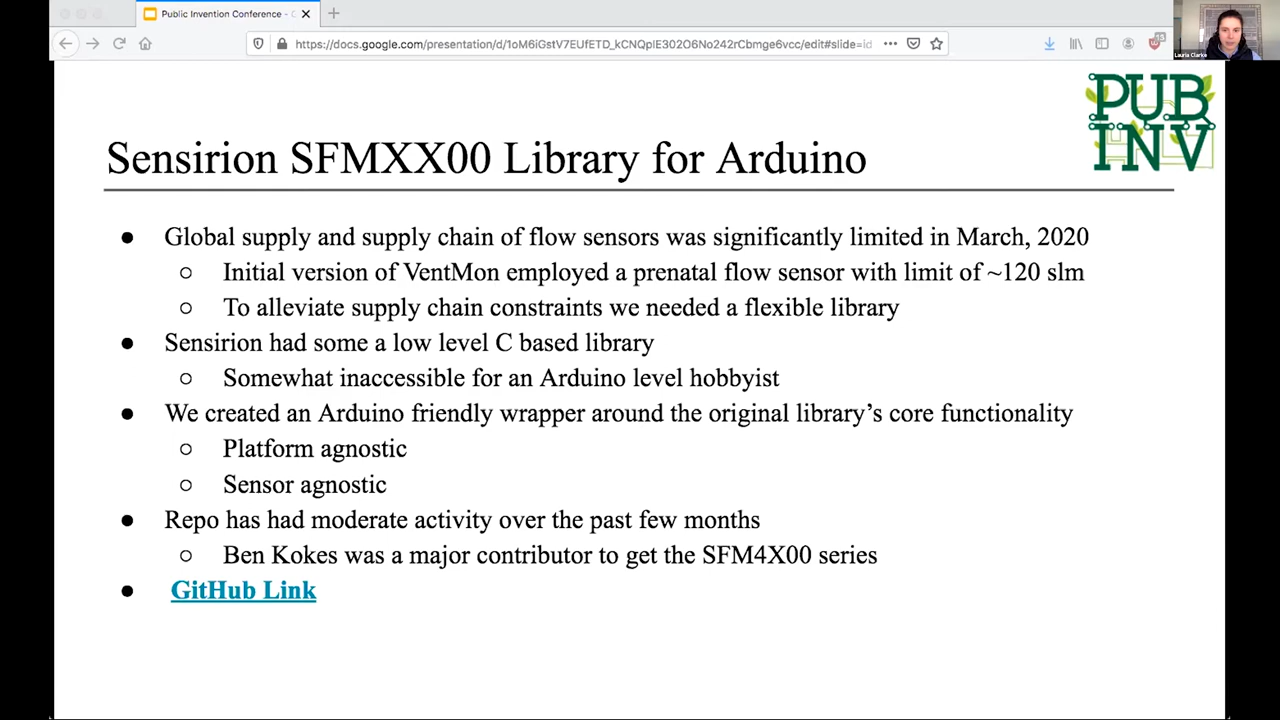 Public Invention Conference - G
https://docs.google.com/presentation/d/1oM6iGstV7EUfETD_kCNQpIE302O6No242rCbmge6vcc/edit#slide=id
Lauria Clarke
PUB
INV
Sensirion SFMXX00 Library for Arduino
● Global supply and supply chain of flow sensors was significantly limited in March, 2020
○ Initial version of VentMon employed a prenatal flow sensor with limit of ~120 slm
○ To alleviate supply chain constraints we needed a flexible library
● Sensirion had some a low level C based library
○ Somewhat inaccessible for an Arduino level hobbyist
● We created an Arduino friendly wrapper around the original library’s core functionality
○ Platform agnostic
○ Sensor agnostic
● Repo has had moderate activity over the past few months
○ Ben Kokes was a major contributor to get the SFM4X00 series
● GitHub Link